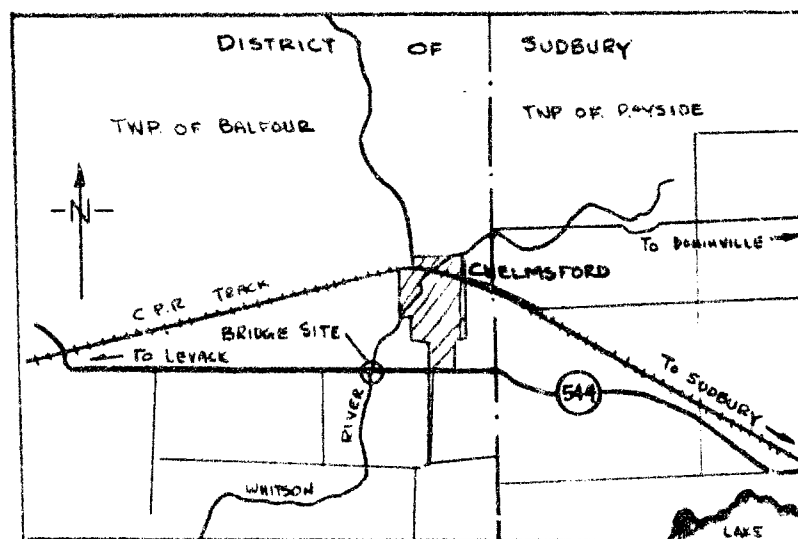 DISTRICT OF SUDBURY
TWP. OF BALFOUR
TWP OF. RAYSIDE
-N-
TO DOMINVILLE
CHELMSFORD
C P.R TRACK
BRIDGE SITE
TO LEVACK
TO SUDBURY
544
RIVER
WHITSON
LAKE